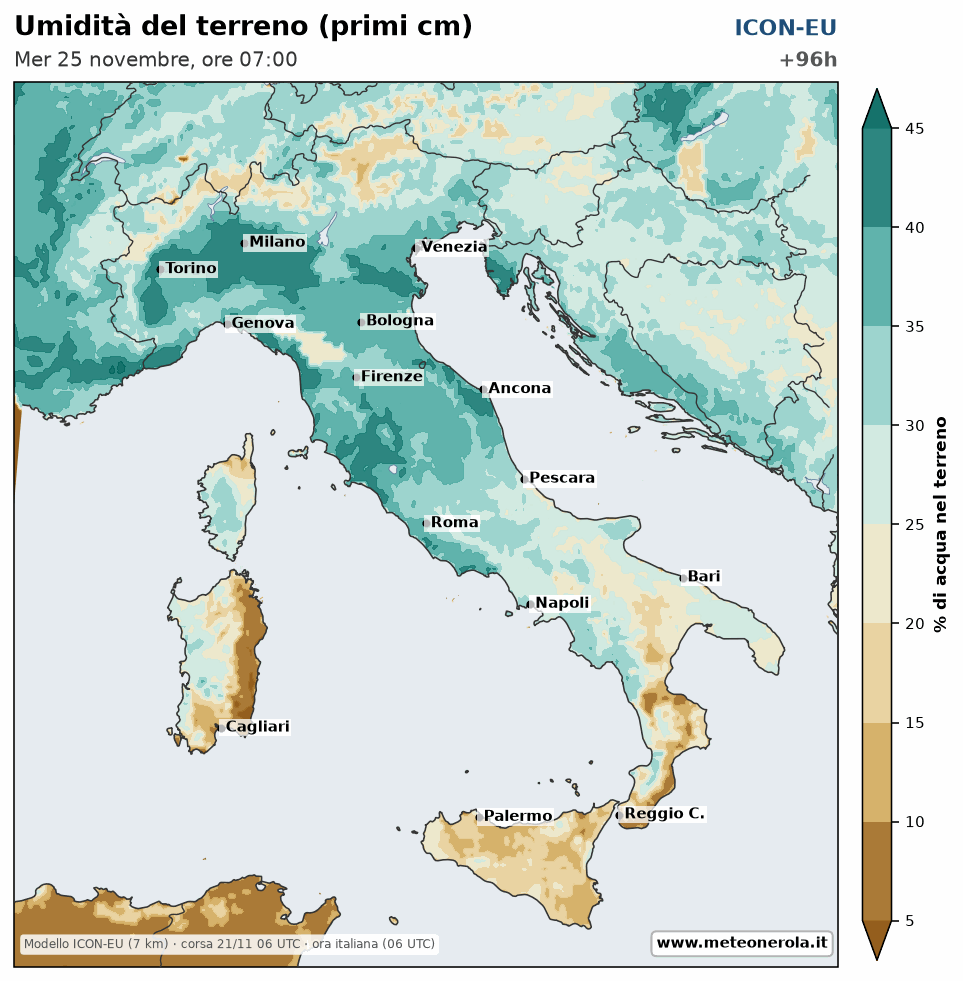 Umidità del terreno (primi cm)
ICON-EU
Mer 25 novembre, ore 07:00
+96h
45
40
35
30
25
20
15
10
5
% di acqua nel terreno
Milano
Venezia
Torino
Genova
Bologna
Firenze
Ancona
Pescara
Roma
Bari
Napoli
Cagliari
Palermo
Reggio C.
Modello ICON-EU (7 km) · corsa 21/11 06 UTC · ora italiana (06 UTC)
www.meteonerola.it